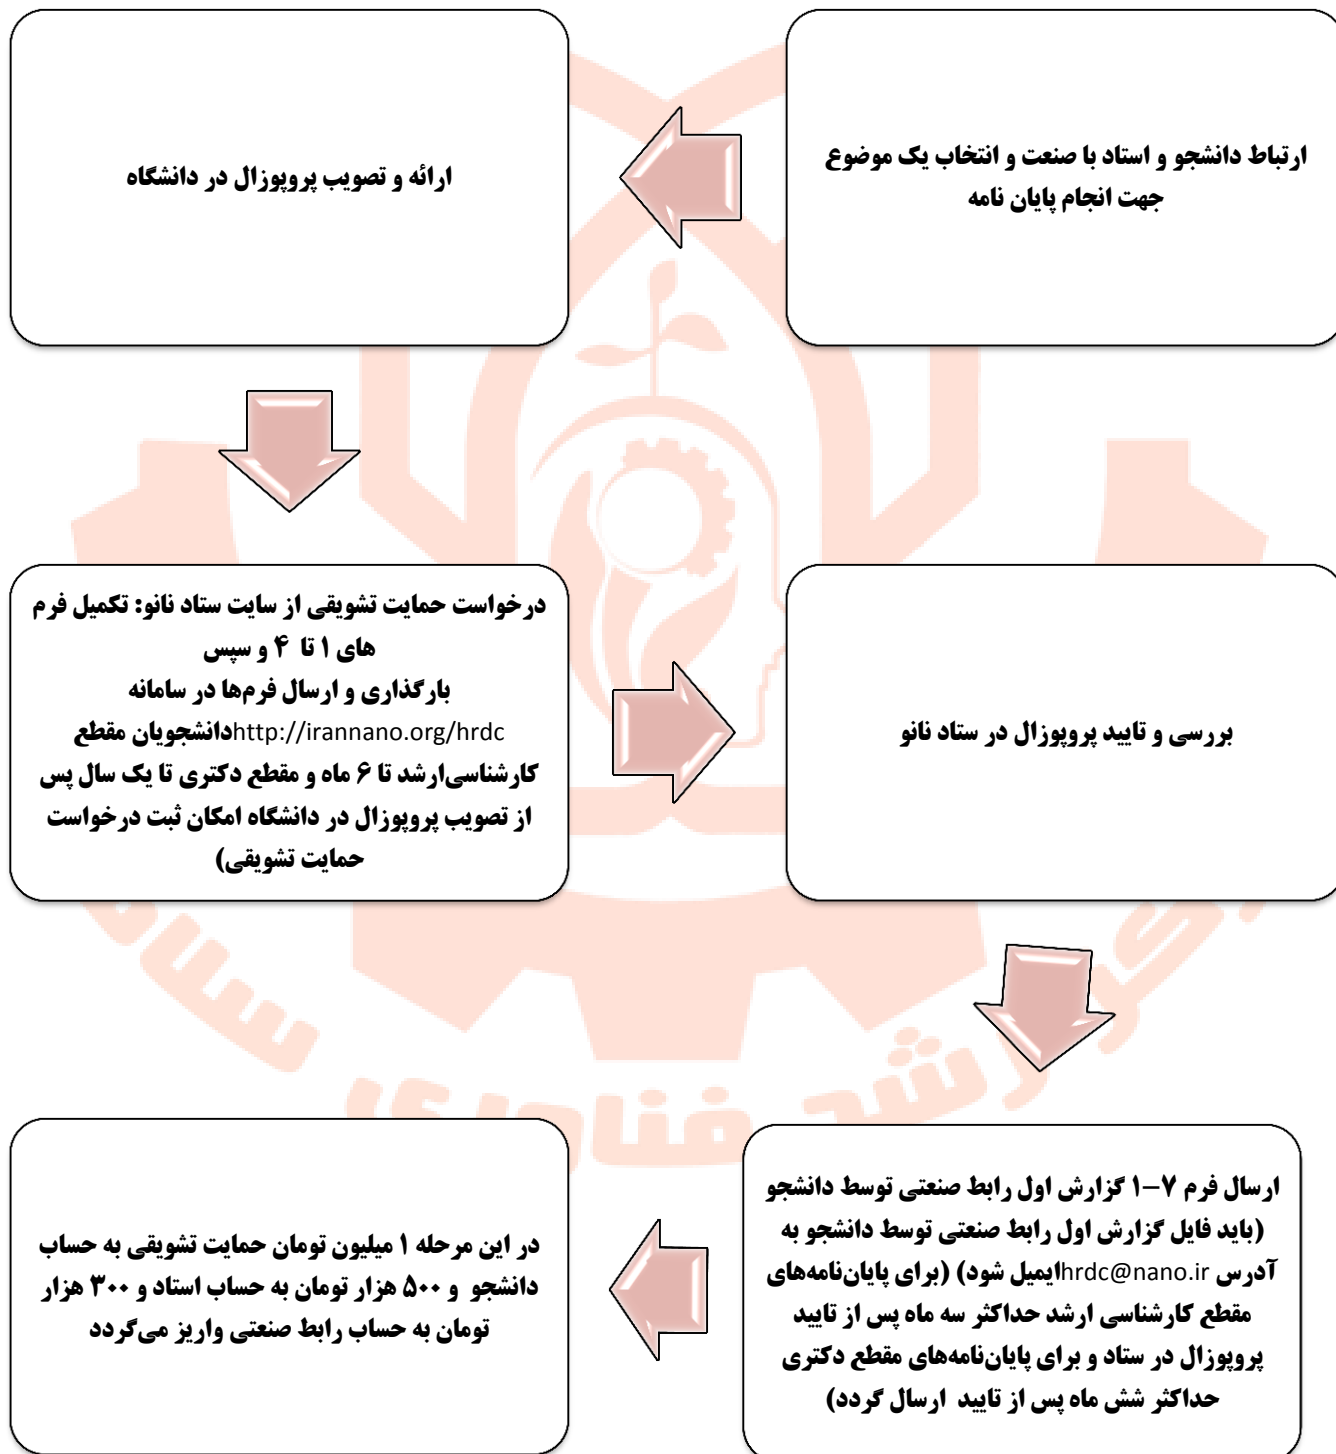 ارتباط دانشجو و استاد با صنعت و انتخاب یک موضوع
جهت انجام پایان نامه
ارائه و تصویب پروپوزال در دانشگاه
درخواست حمایت تشویقی از سایت ستاد نانو: تکمیل فرم
های ۱ تا ۴ و سپس
بارگذاری و ارسال فرم‌ها در سامانه
http://irannano.org/hrdcدانشجویان مقطع
کارشناسی‌ارشد تا ۶ ماه و مقطع دکتری تا یک سال پس
از تصویب پروپوزال در دانشگاه امکان ثبت درخواست
حمایت تشویقی)
بررسی و تایید پروپوزال در ستاد نانو
ارسال فرم ۷–۱ گزارش اول رابط صنعتی توسط دانشجو
(باید فایل گزارش اول رابط صنعتی توسط دانشجو به
آدرس hrdc@nano.irایمیل شود) (برای پایان‌نامه‌های
مقطع کارشناسی ارشد حداکثر سه ماه پس از تایید
پروپوزال در ستاد و برای پایان‌نامه‌های مقطع دکتری
حداکثر شش ماه پس از تایید ارسال گردد)
در این مرحله ۱ میلیون تومان حمایت تشویقی به حساب
دانشجو و ۵۰۰ هزار تومان به حساب استاد و ۳۰۰ هزار
تومان به حساب رابط صنعتی واریز می‌گردد
رشد فناوری